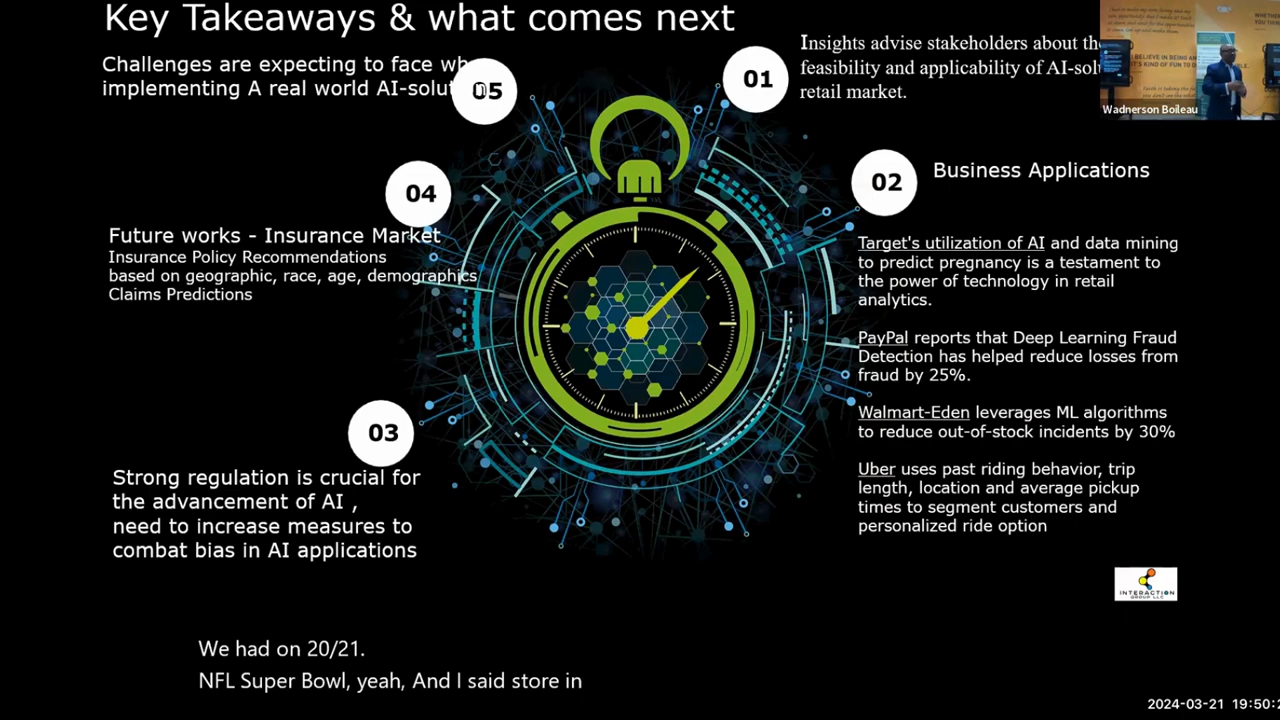 Key Takeaways & what comes next
Challenges are expecting to face
implementing A real world
05
01
Insights advise stakeholders about
feasibility and applicability of
retail market.
Wadnerson Boileau
04
02
Business Applications
Future works - Insurance Market
Insurance Policy Recommendations
based on geographic, race, age, demographics
Claims Predictions
Target's utilization of AI and data mining
to predict pregnancy is a testament to
the power of technology in retail
analytics.
PayPal reports that Deep Learning Fraud
Detection has helped reduce losses from
fraud by 25%.
Walmart-Eden leverages ML algorithms
to reduce out-of-stock incidents by 30%
Uber uses past riding behavior, trip
length, location and average pickup
times to segment customers and
personalized ride option
03
Strong regulation is crucial for
the advancement of AI ,
need to increase measures to
combat bias in AI applications
INTERACTION
GROUP LLC
We had on 20/21.
NFL Super Bowl, yeah, And I said store in
2024-03-21 19:50: